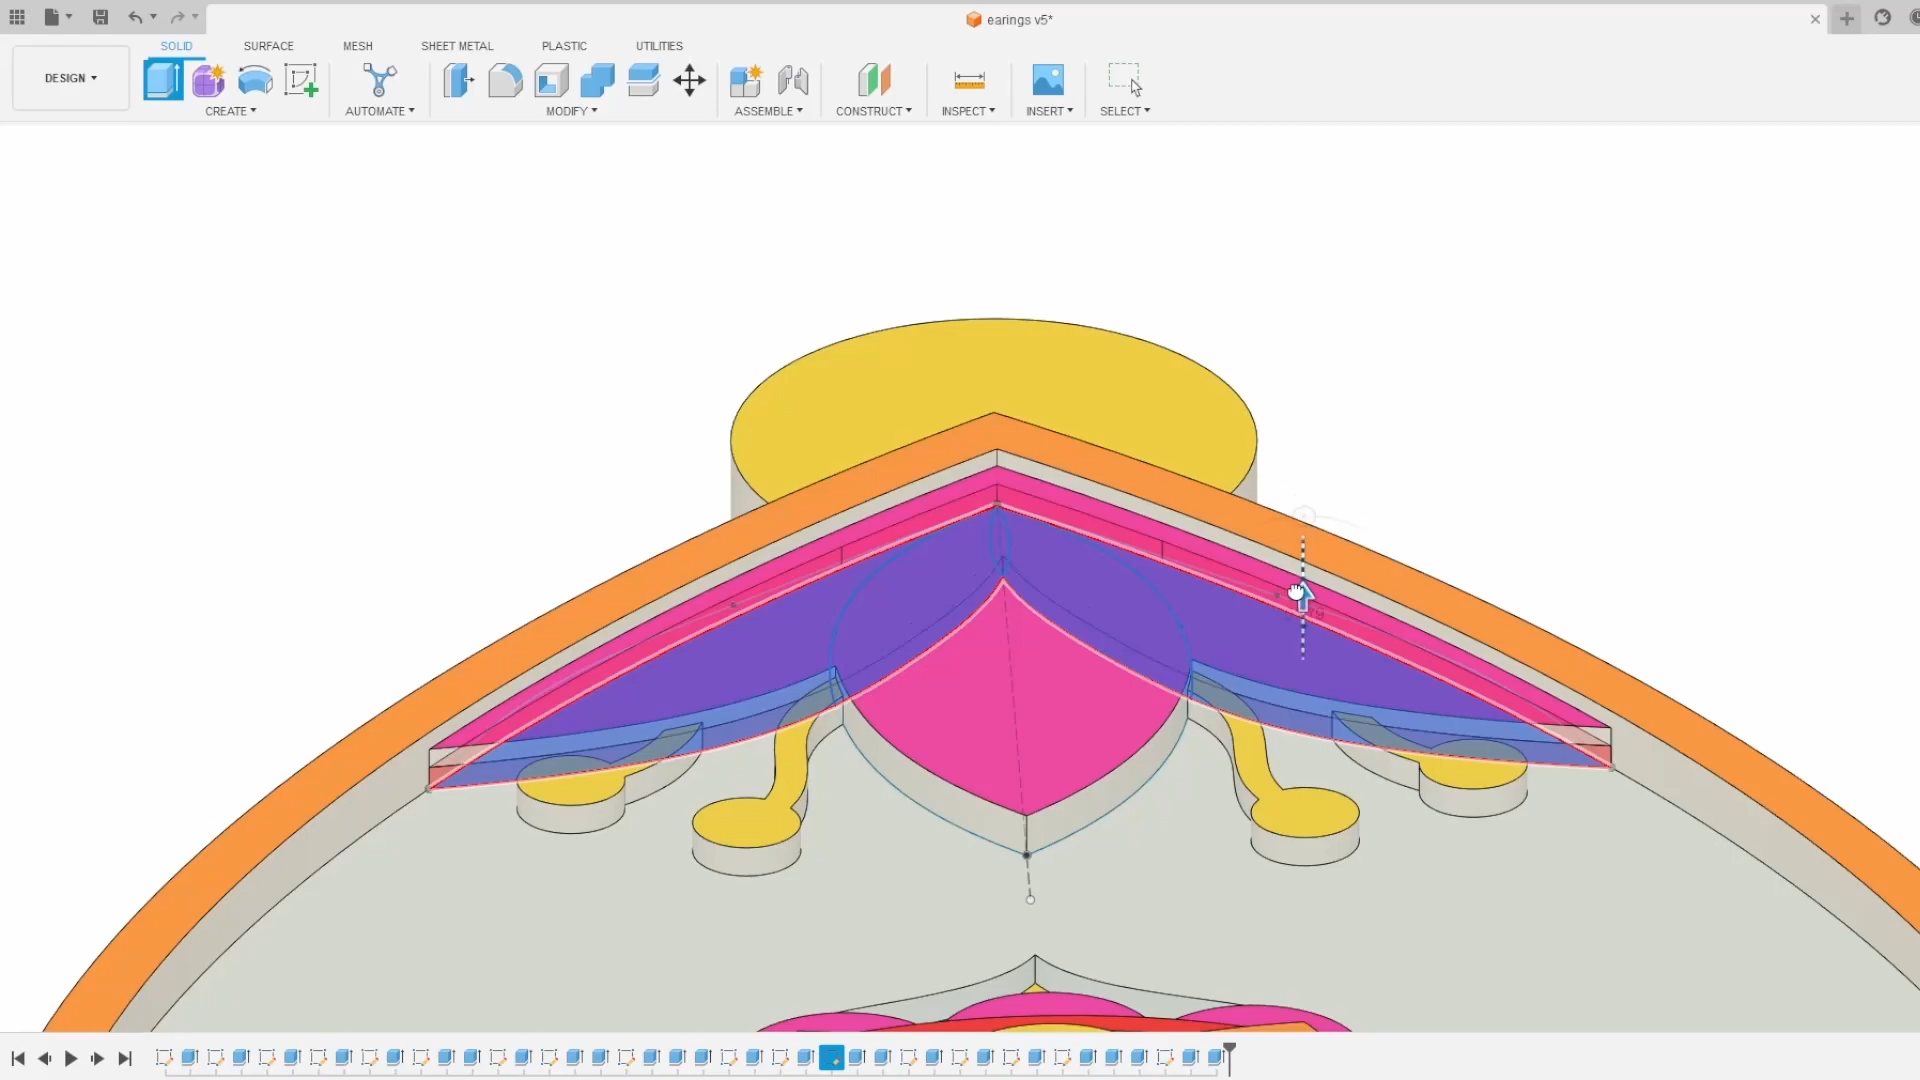 earings v5*
SOLID SURFACE MESH SHEET METAL PLASTIC UTILITIES
DESIGN
CREATE AUTOMATE MODIFY ASSEMBLE CONSTRUCT INSPECT INSERT SELECT